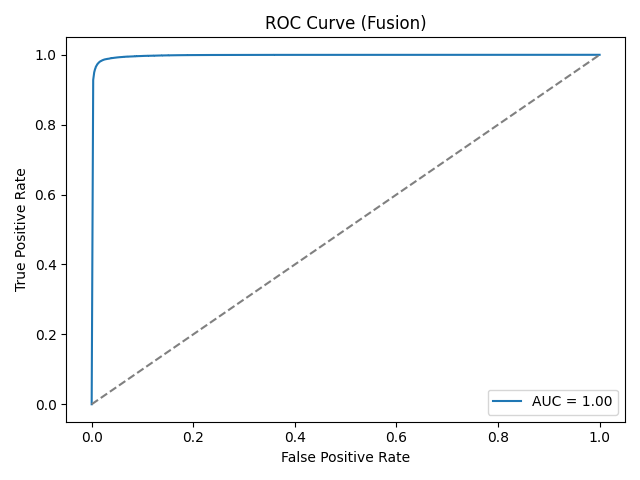 ROC Curve (Fusion)
True Positive Rate
1.0
0.8
0.6
0.4
0.2
0.0
AUC = 1.00
0.0 0.2 0.4 0.6 0.8 1.0
False Positive Rate